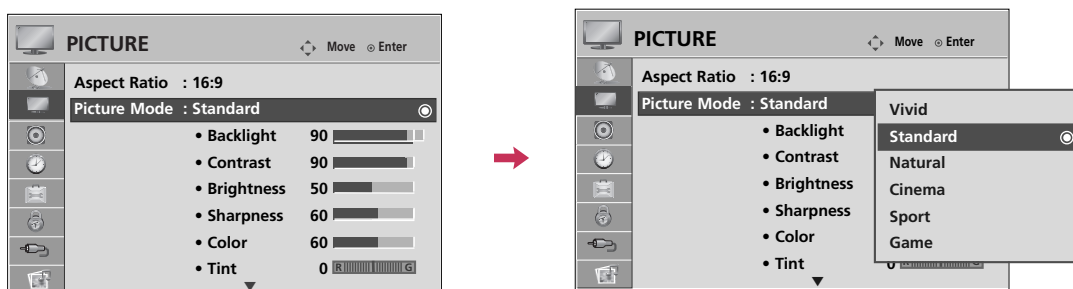 PICTURE Move Enter
Aspect Ratio : 16:9
Picture Mode : Standard
• Backlight 90
• Contrast 90
• Brightness 50
• Sharpness 60
• Color 60
• Tint 0 R G
PICTURE Move Enter
Aspect Ratio : 16:9
Picture Mode : Standard
• Backlight
• Contrast
• Brightness
• Sharpness
• Color
• Tint 0
Vivid
Standard
Natural
Cinema
Sport
Game